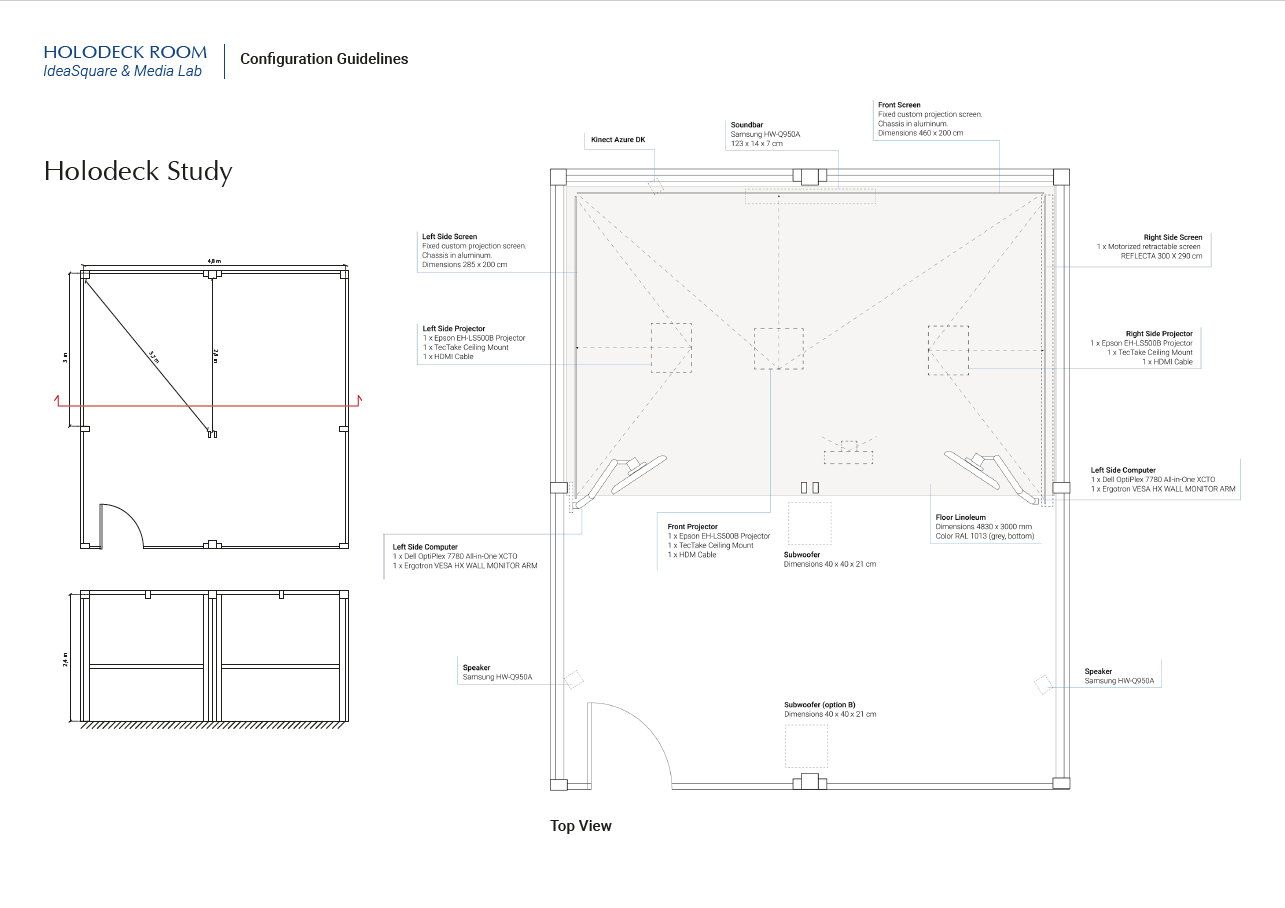 HOLODECK ROOM
IdeaSquare & Media Lab
Configuration Guidelines
Holodeck Study
4,8 m
3 m
3,2 m
2,4 m
Kinect Azure DK
Soundbar
Samsung HW-Q950A
123 x 14 x 7 cm
Front Screen
Fixed custom projection screen.
Chassis in aluminum.
Dimensions 460 x 200 cm
Left Side Screen
Fixed custom projection screen.
Chassis in aluminum.
Dimensions 285 x 200 cm
Right Side Screen
1 x Motorized retractable screen
REFLECTA 300 X 290 cm
Left Side Projector
1 x Epson EH-LS500B Projector
1 x TecTake Ceiling Mount
1 x HDMI Cable
Right Side Projector
1 x Epson EH-LS500B Projector
1 x TecTake Ceiling Mount
1 x HDMI Cable
Left Side Computer
1 x Dell OptiPlex 7780 All-in-One XCTO
1 x Ergotron VESA HX WALL MONITOR ARM
Front Projector
1 x Epson EH-LS500B Projector
1 x TecTake Ceiling Mount
1 x HDM Cable
Floor Linoleum
Dimensions 4830 x 3000 mm
Color RAL 1013 (grey, bottom)
Left Side Computer
1 x Dell OptiPlex 7780 All-in-One XCTO
1 x Ergotron VESA HX WALL MONITOR ARM
Subwoofer
Dimensions 40 x 40 x 21 cm
Speaker
Samsung HW-Q950A
Speaker
Samsung HW-Q950A
Subwoofer (option B)
Dimensions 40 x 40 x 21 cm
Top View